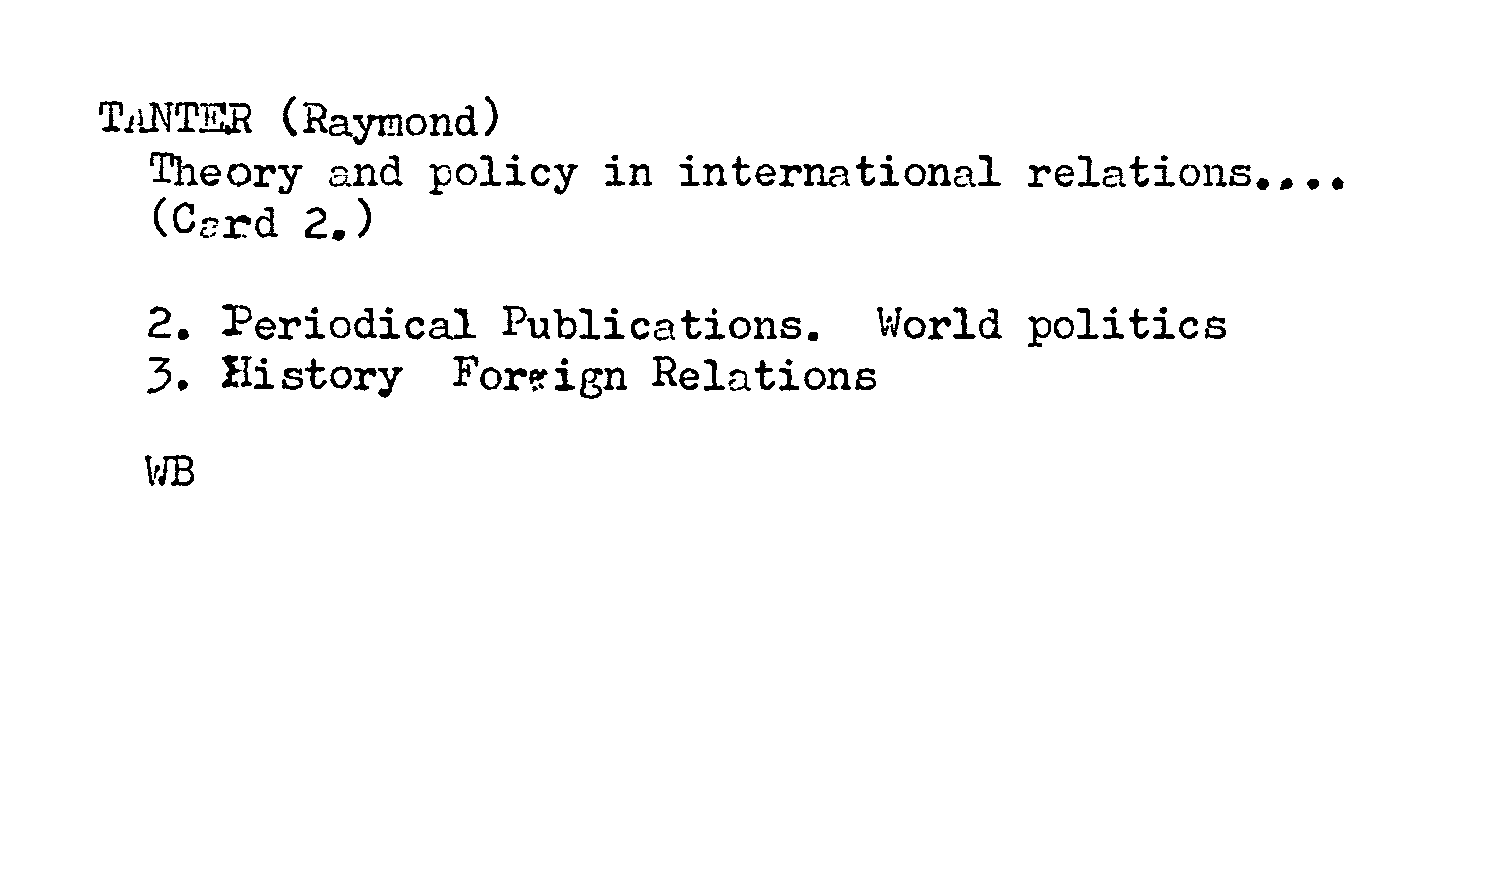 TANTER (Raymond)
Theory and policy in international relations....
(Card 2.)
2. Periodical Publications. World politics
3. History Foreign Relations
WB